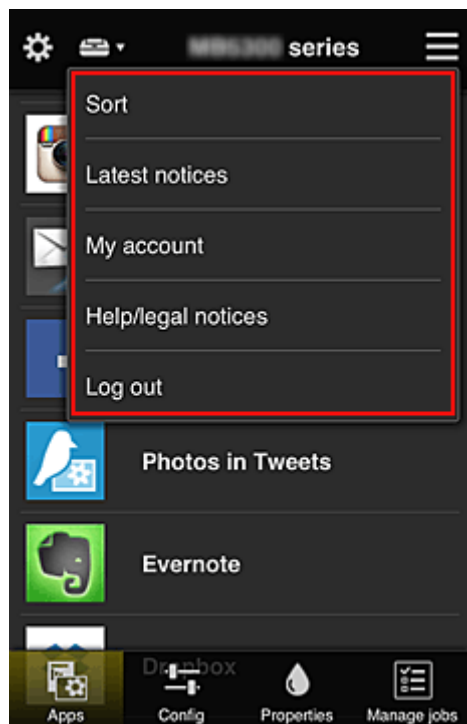 series
Sort
Latest notices
My account
Help/legal notices
Log out
Photos in Tweets
Evernote
Dropbox
Apps
Config
Properties
Manage jobs